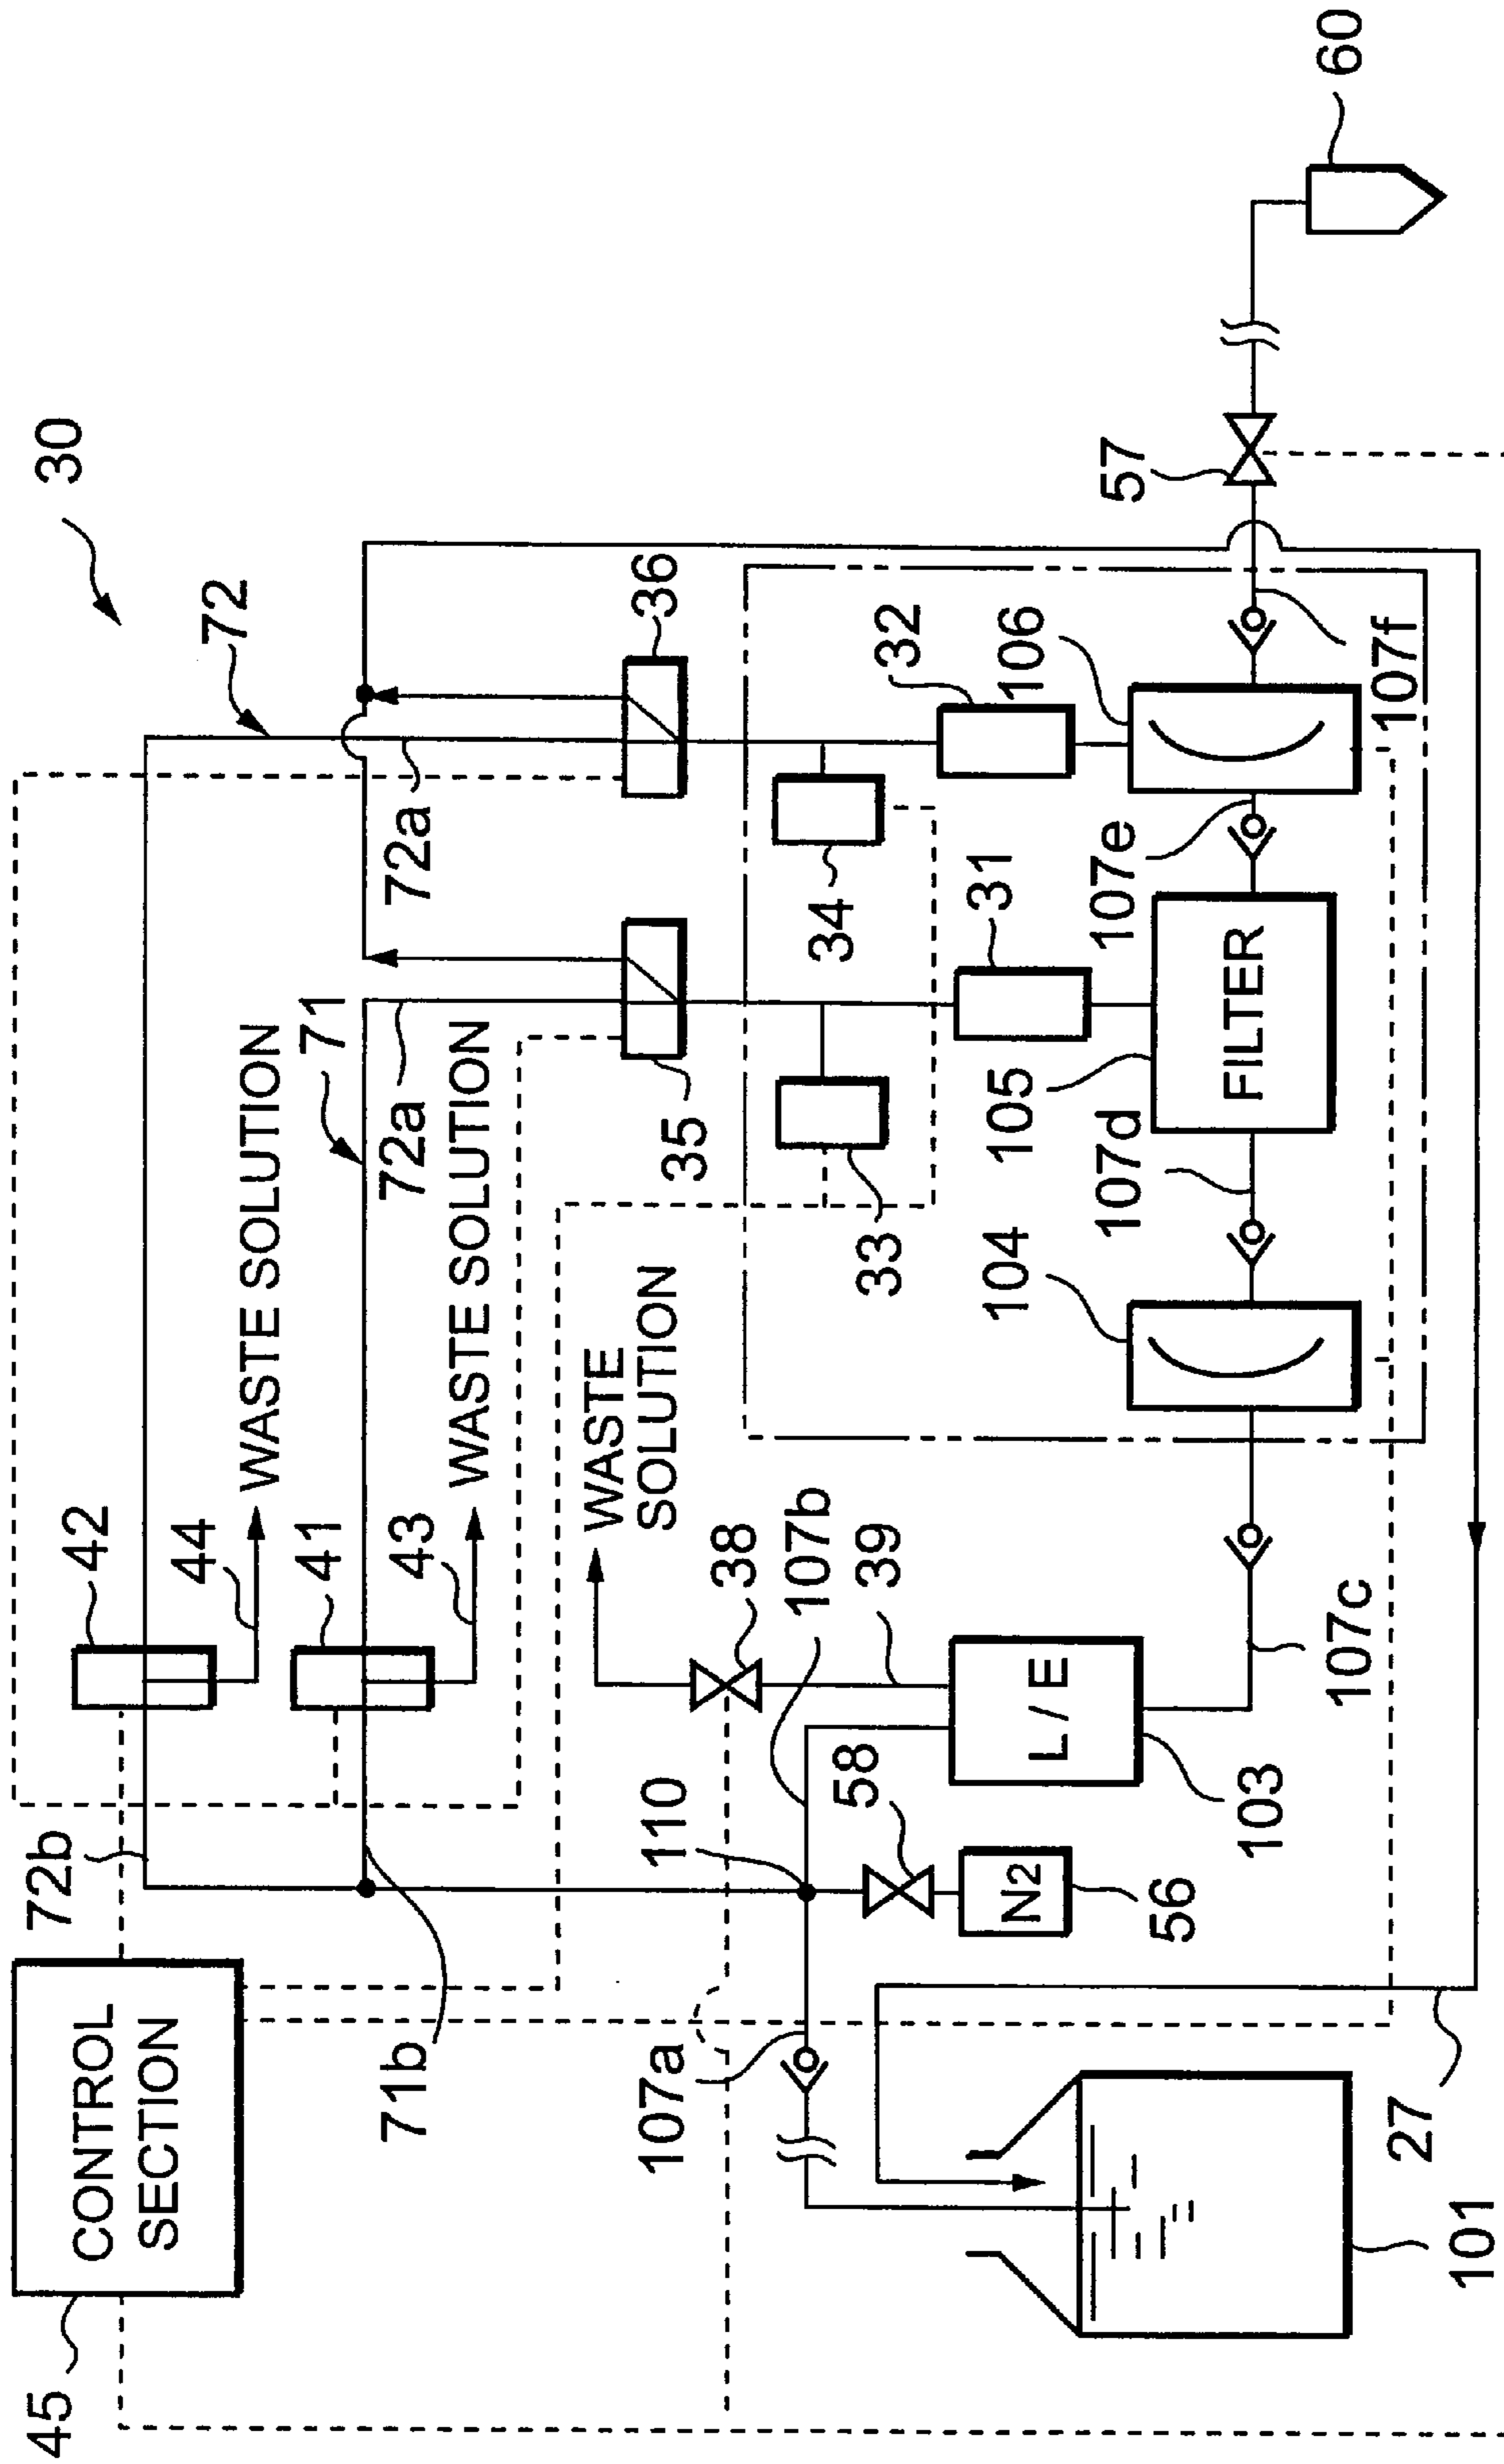 30
CONTROL
SECTION
45
72b
42
44
WASTE SOLUTION
72
72a
36
71b
41
43
WASTE SOLUTION
71
72a
35
WASTE
SOLUTION
38
39
107b
110
58
107a
33
34
31
32
N2
56
L / E
103
107c
104
107d
105
FILTER
107e
106
107f
57
60
27
101